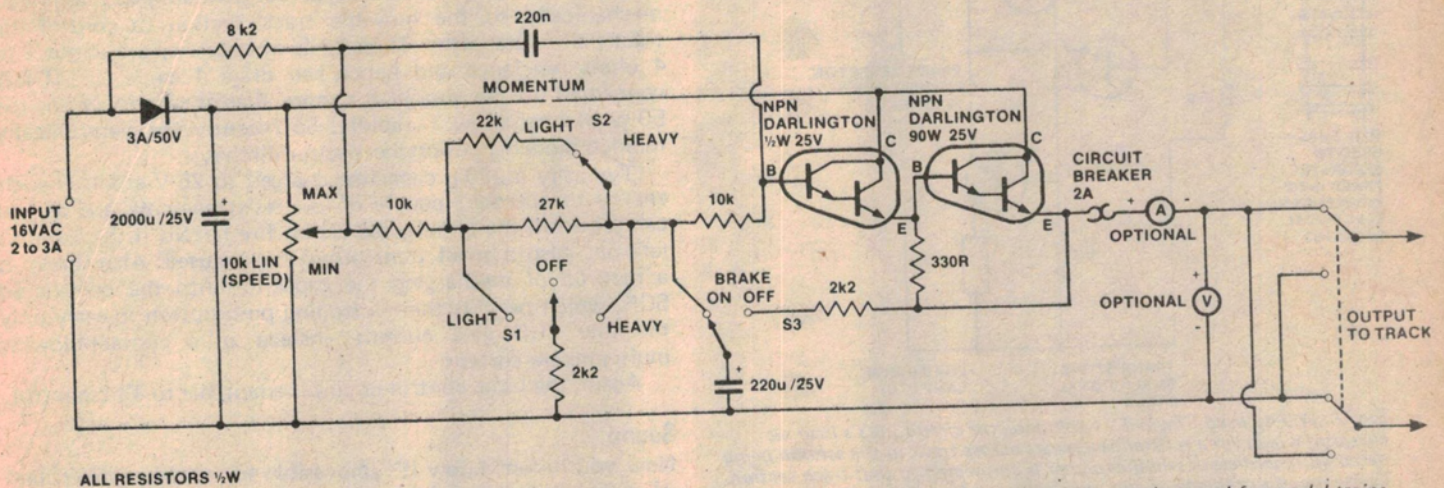 8k2
220n
MOMENTUM
3A/50V
22k
LIGHT
S2
HEAVY
NPN
DARLINGTON
½W 25V
C
B
E
NPN
DARLINGTON
90W 25V
C
B
E
CIRCUIT
BREAKER
2A
+ A -
OPTIONAL
INPUT
16VAC
2 to 3A
+
2000u/25V
MAX
MIN
10k LIN
(SPEED)
10k
27k
10k
OFF
LIGHT
S1
HEAVY
2k2
BRAKE
ON OFF
S3
2k2
330R
+
220u/25V
+
OPTIONAL V
-
OUTPUT
TO TRACK
ALL RESISTORS ½W